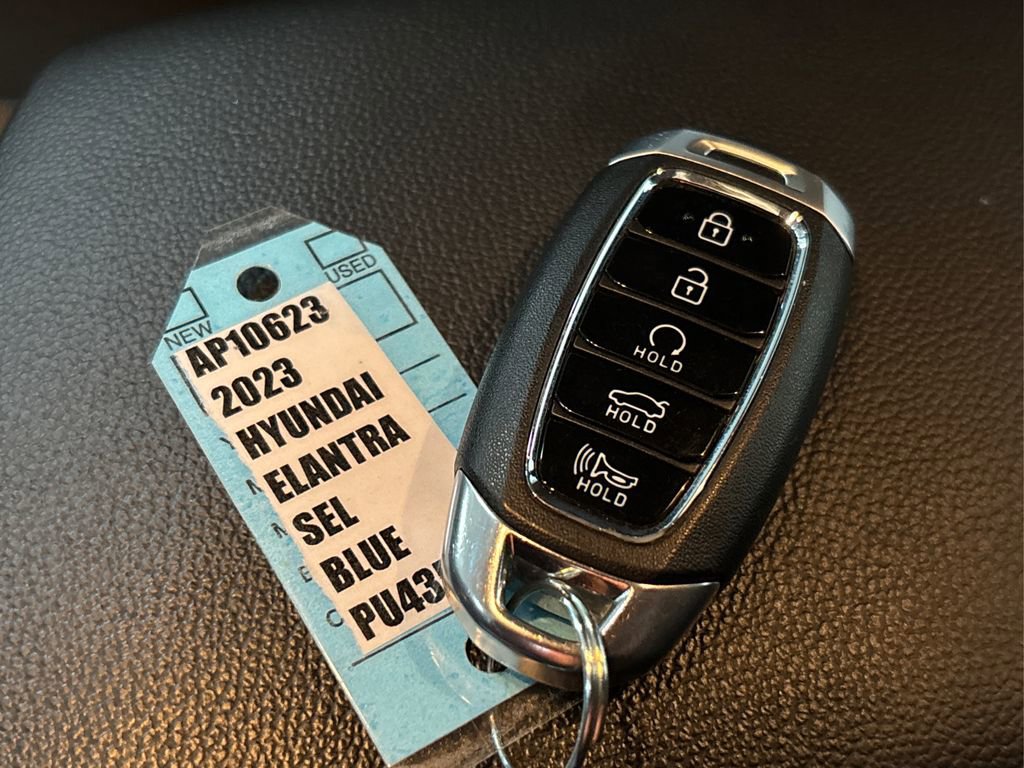 USED
NEW
AP10623
2023
HYUNDAI
ELANTRA
SEL
BLUE
PU43
HOLD
HOLD
HOLD